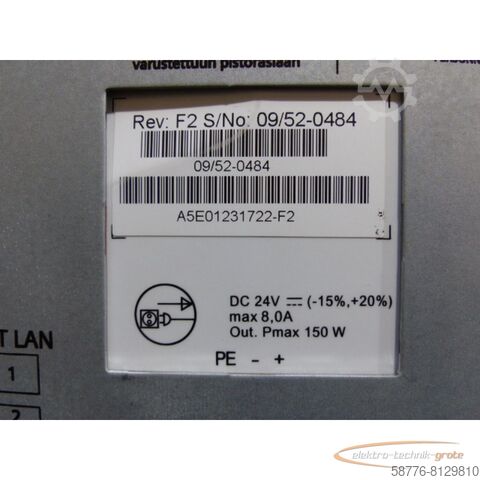 varustettuun pistorasiaan
Rev: F2 S/No: 09/52-0484
09/52-0484
A5E01231722-F2
DC 24V (-15%,+20%)
max 8,0A
Out. Pmax 150 W
PE - +
T LAN
1
2
elektro-technik-grote
58776-8129810